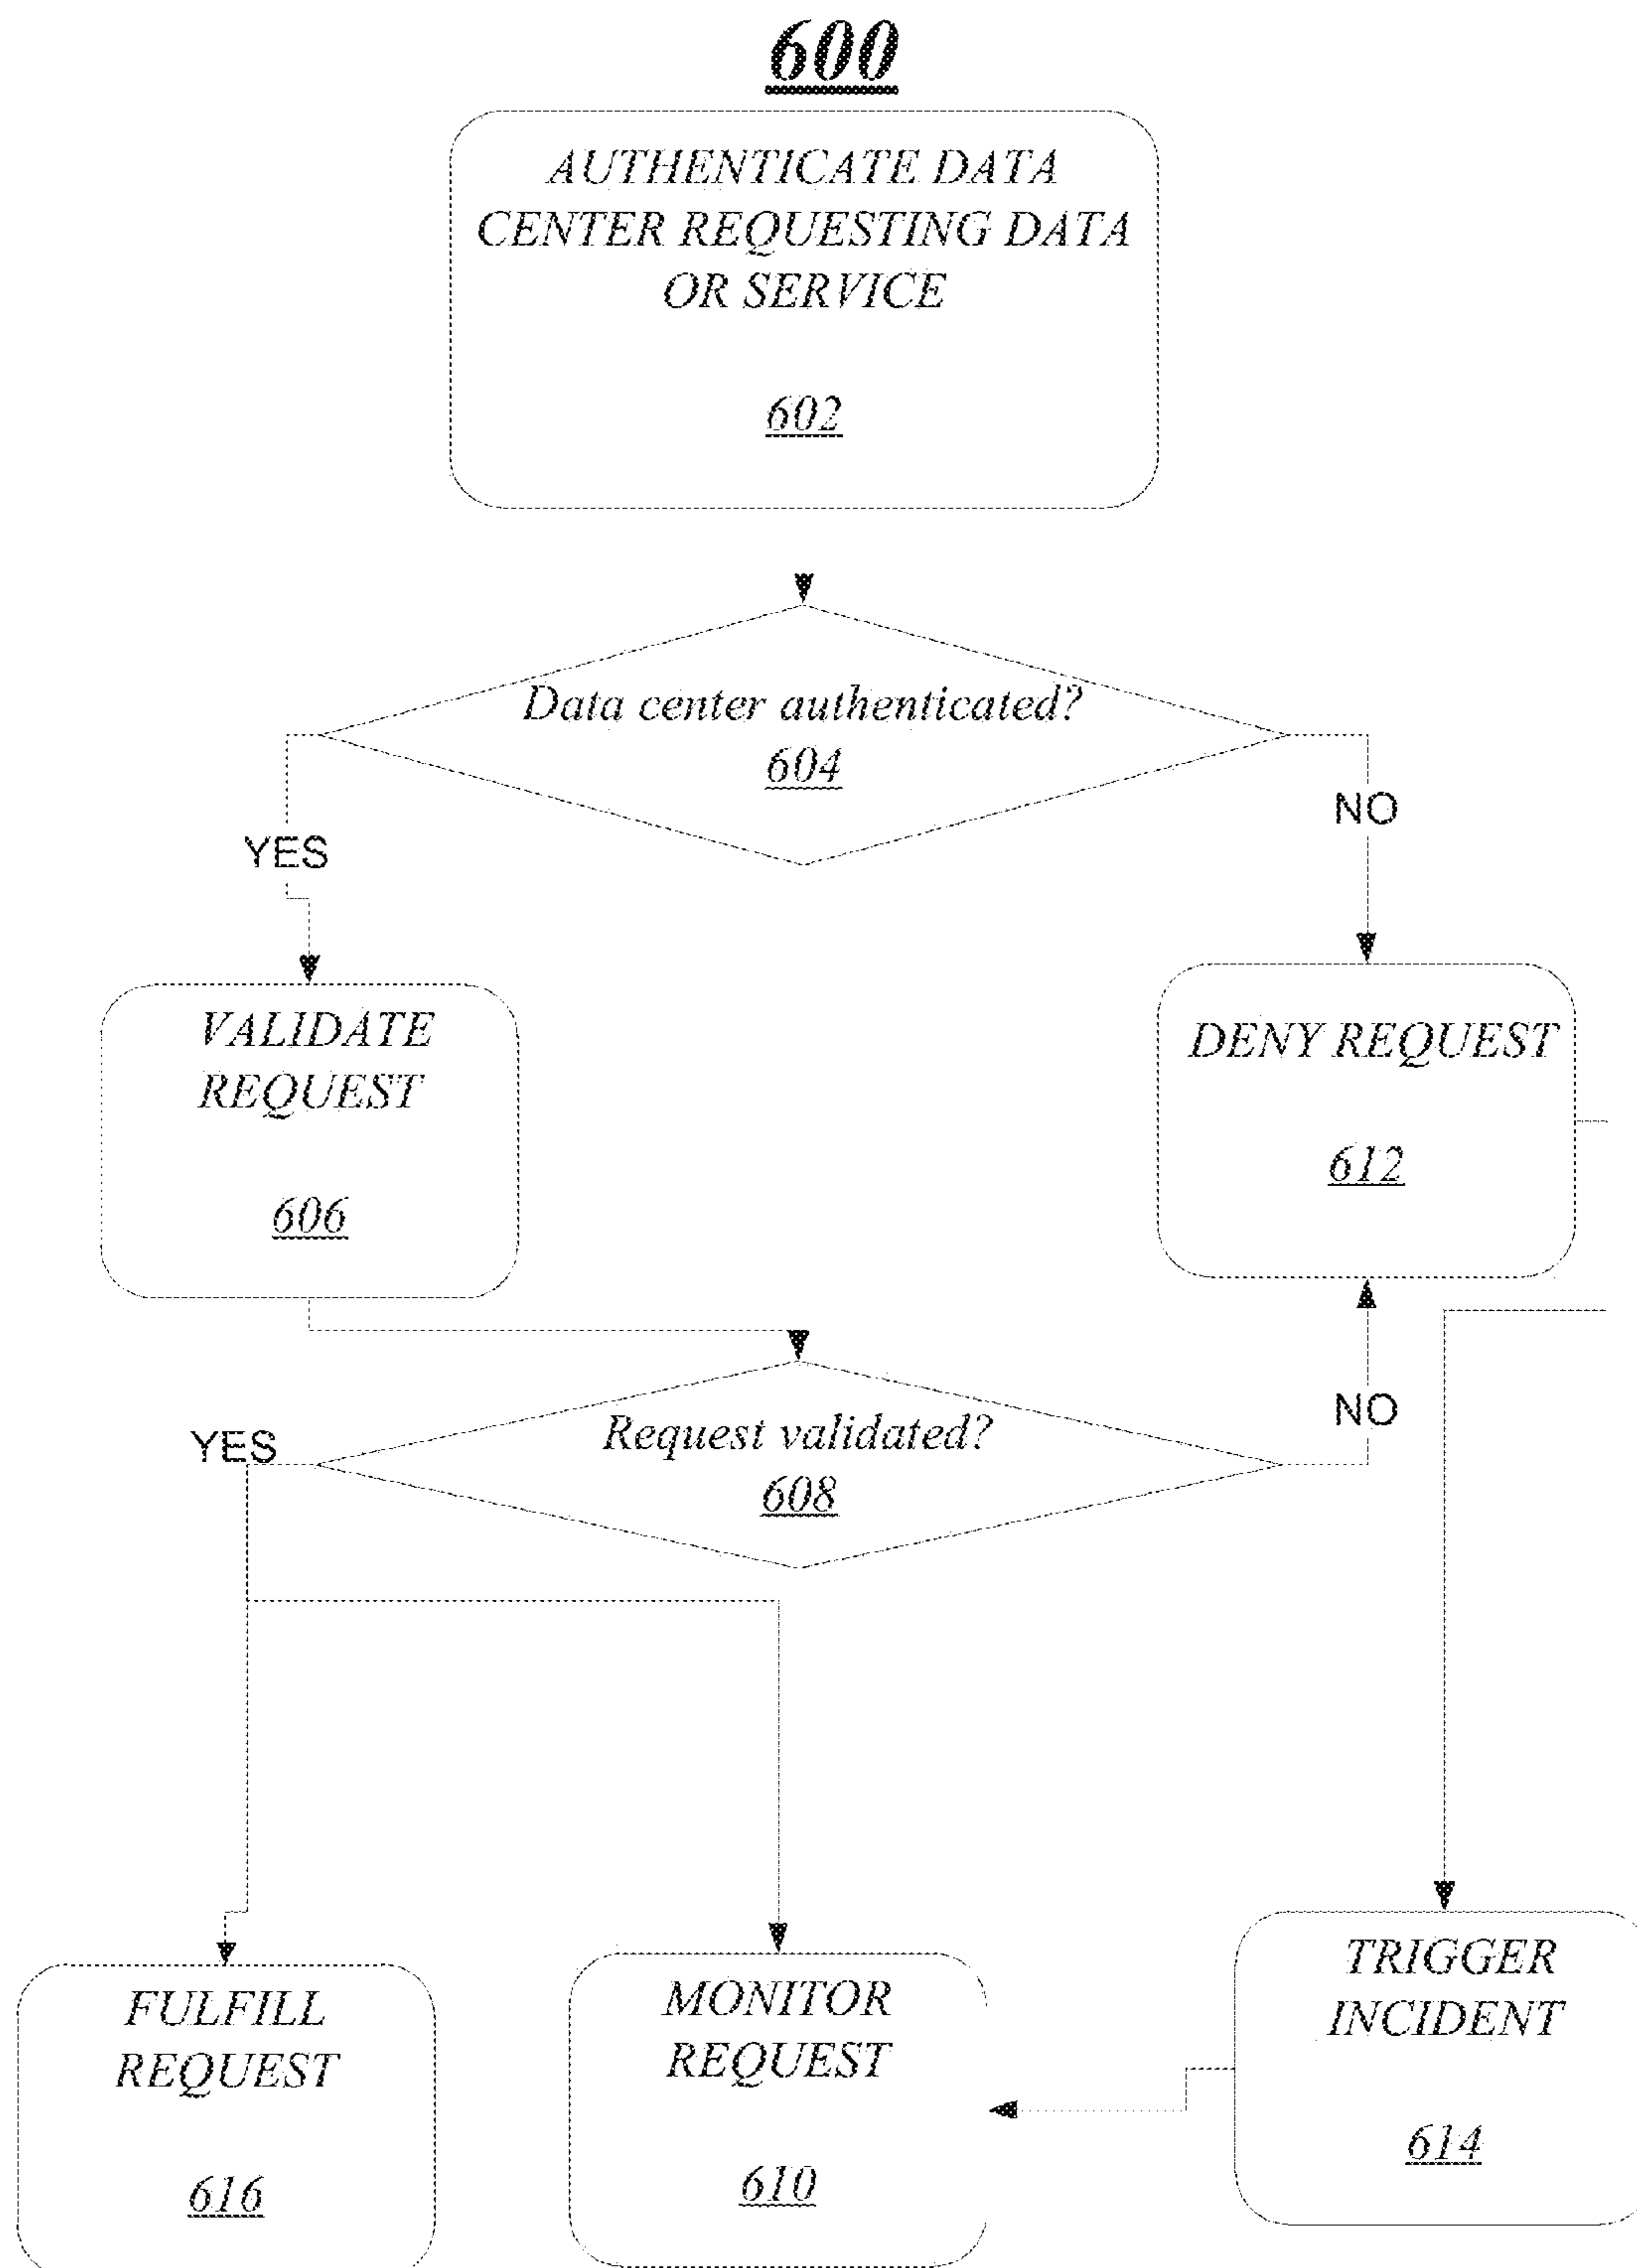 600
AUTHENTICATE DATA
CENTER REQUESTING DATA
OR SERVICE
602
Data center authenticated?
604
YES
NO
VALIDATE
REQUEST
606
DENY REQUEST
612
YES
Request validated?
608
NO
FULFILL
REQUEST
616
MONITOR
REQUEST
610
TRIGGER
INCIDENT
614